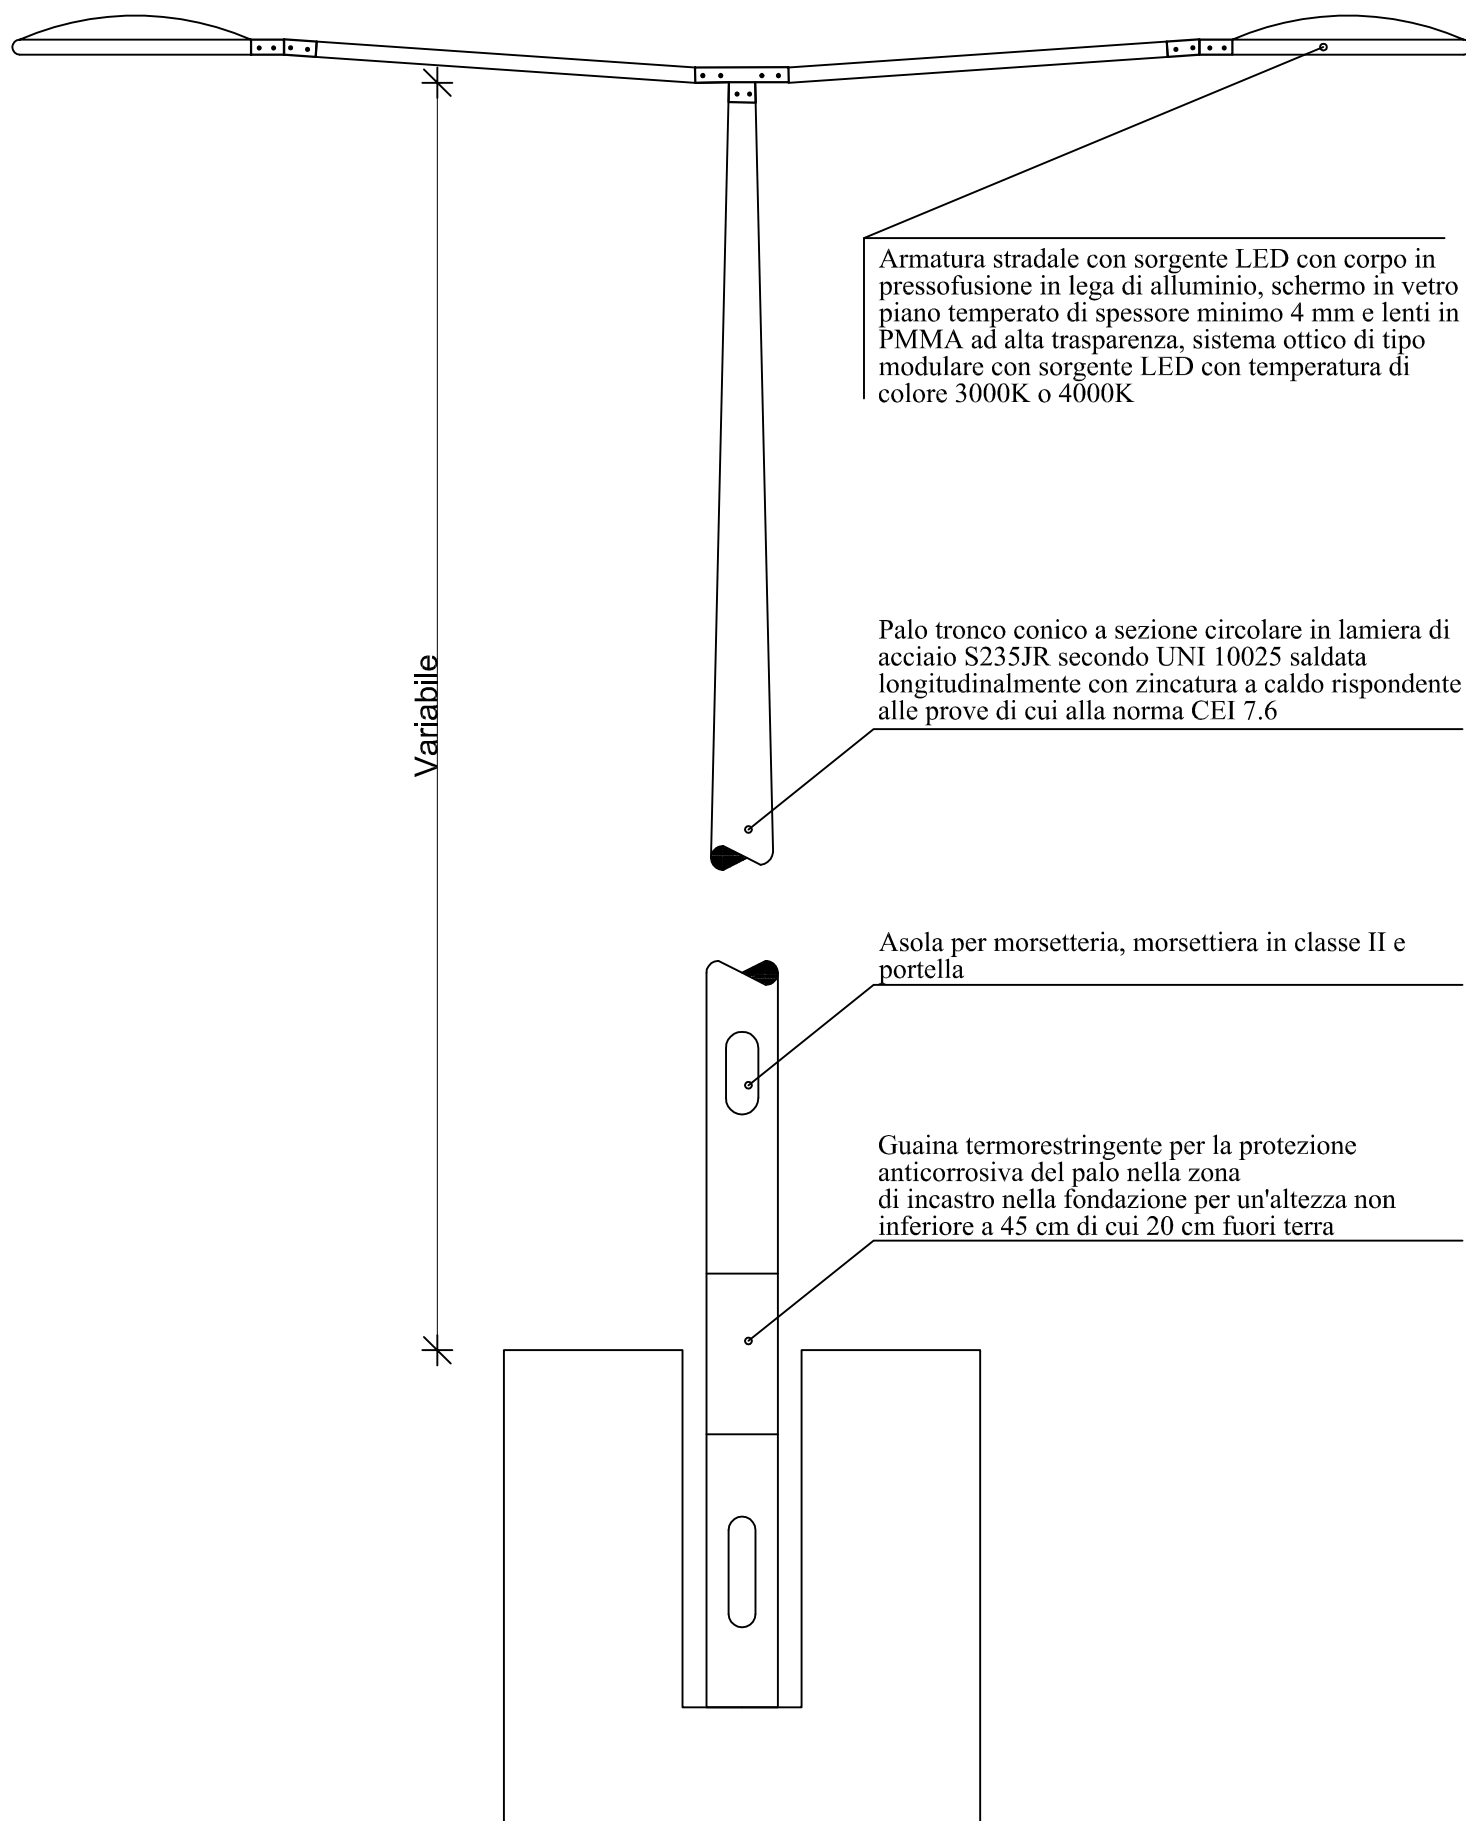 Armatura stradale con sorgente LED con corpo in
pressofusione in lega di alluminio, schermo in vetro
piano temperato di spessore minimo 4 mm e lenti in
PMMA ad alta trasparenza, sistema ottico di tipo
modulare con sorgente LED con temperatura di
colore 3000K o 4000K
Variabile
Palo tronco conico a sezione circolare in lamiera di
acciaio S235JR secondo UNI 10025 saldata
longitudinalmente con zincatura a caldo rispondente
alle prove di cui alla norma CEI 7.6
Asola per morsetteria, morsettiera in classe II e
portella
Guaina termorestringente per la protezione
anticorrosiva del palo nella zona
di incastro nella fondazione per un'altezza non
inferiore a 45 cm di cui 20 cm fuori terra